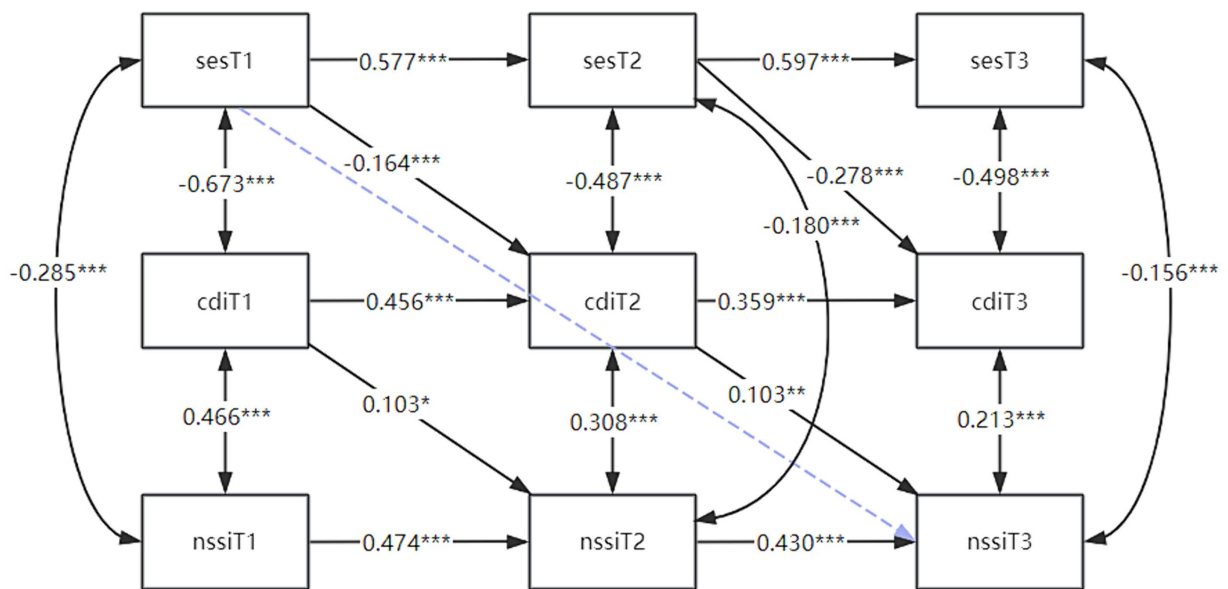 sesT1
0.577***
sesT2
0.597***
sesT3
-0.164***
-0.673***
-0.487***
-0.278***
-0.498***
-0.180***
-0.285***
-0.156***
cdiT1
0.456***
cdiT2
0.359***
cdiT3
0.466***
0.103*
0.308***
0.103**
0.213***
nssiT1
0.474***
nssiT2
0.430***
nssiT3